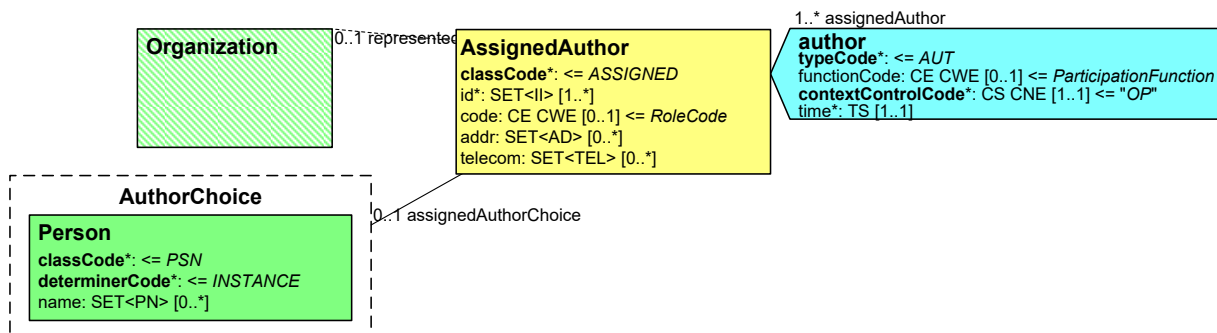 1..* assignedAuthor
Organization
0..1 represented
AssignedAuthor
classCode*: <= ASSIGNED
id*: SET<II> [1..*]
code: CE CWE [0..1] <= RoleCode
addr: SET<AD> [0..*]
telecom: SET<TEL> [0..*]
author
typeCode*: <= AUT
functionCode: CE CWE [0..1] <= ParticipationFunction
contextControlCode*: CS CNE [1..1] <= "OP"
time*: TS [1..1]
AuthorChoice
0..1 assignedAuthorChoice
Person
classCode*: <= PSN
determinerCode*: <= INSTANCE
name: SET<PN> [0..*]